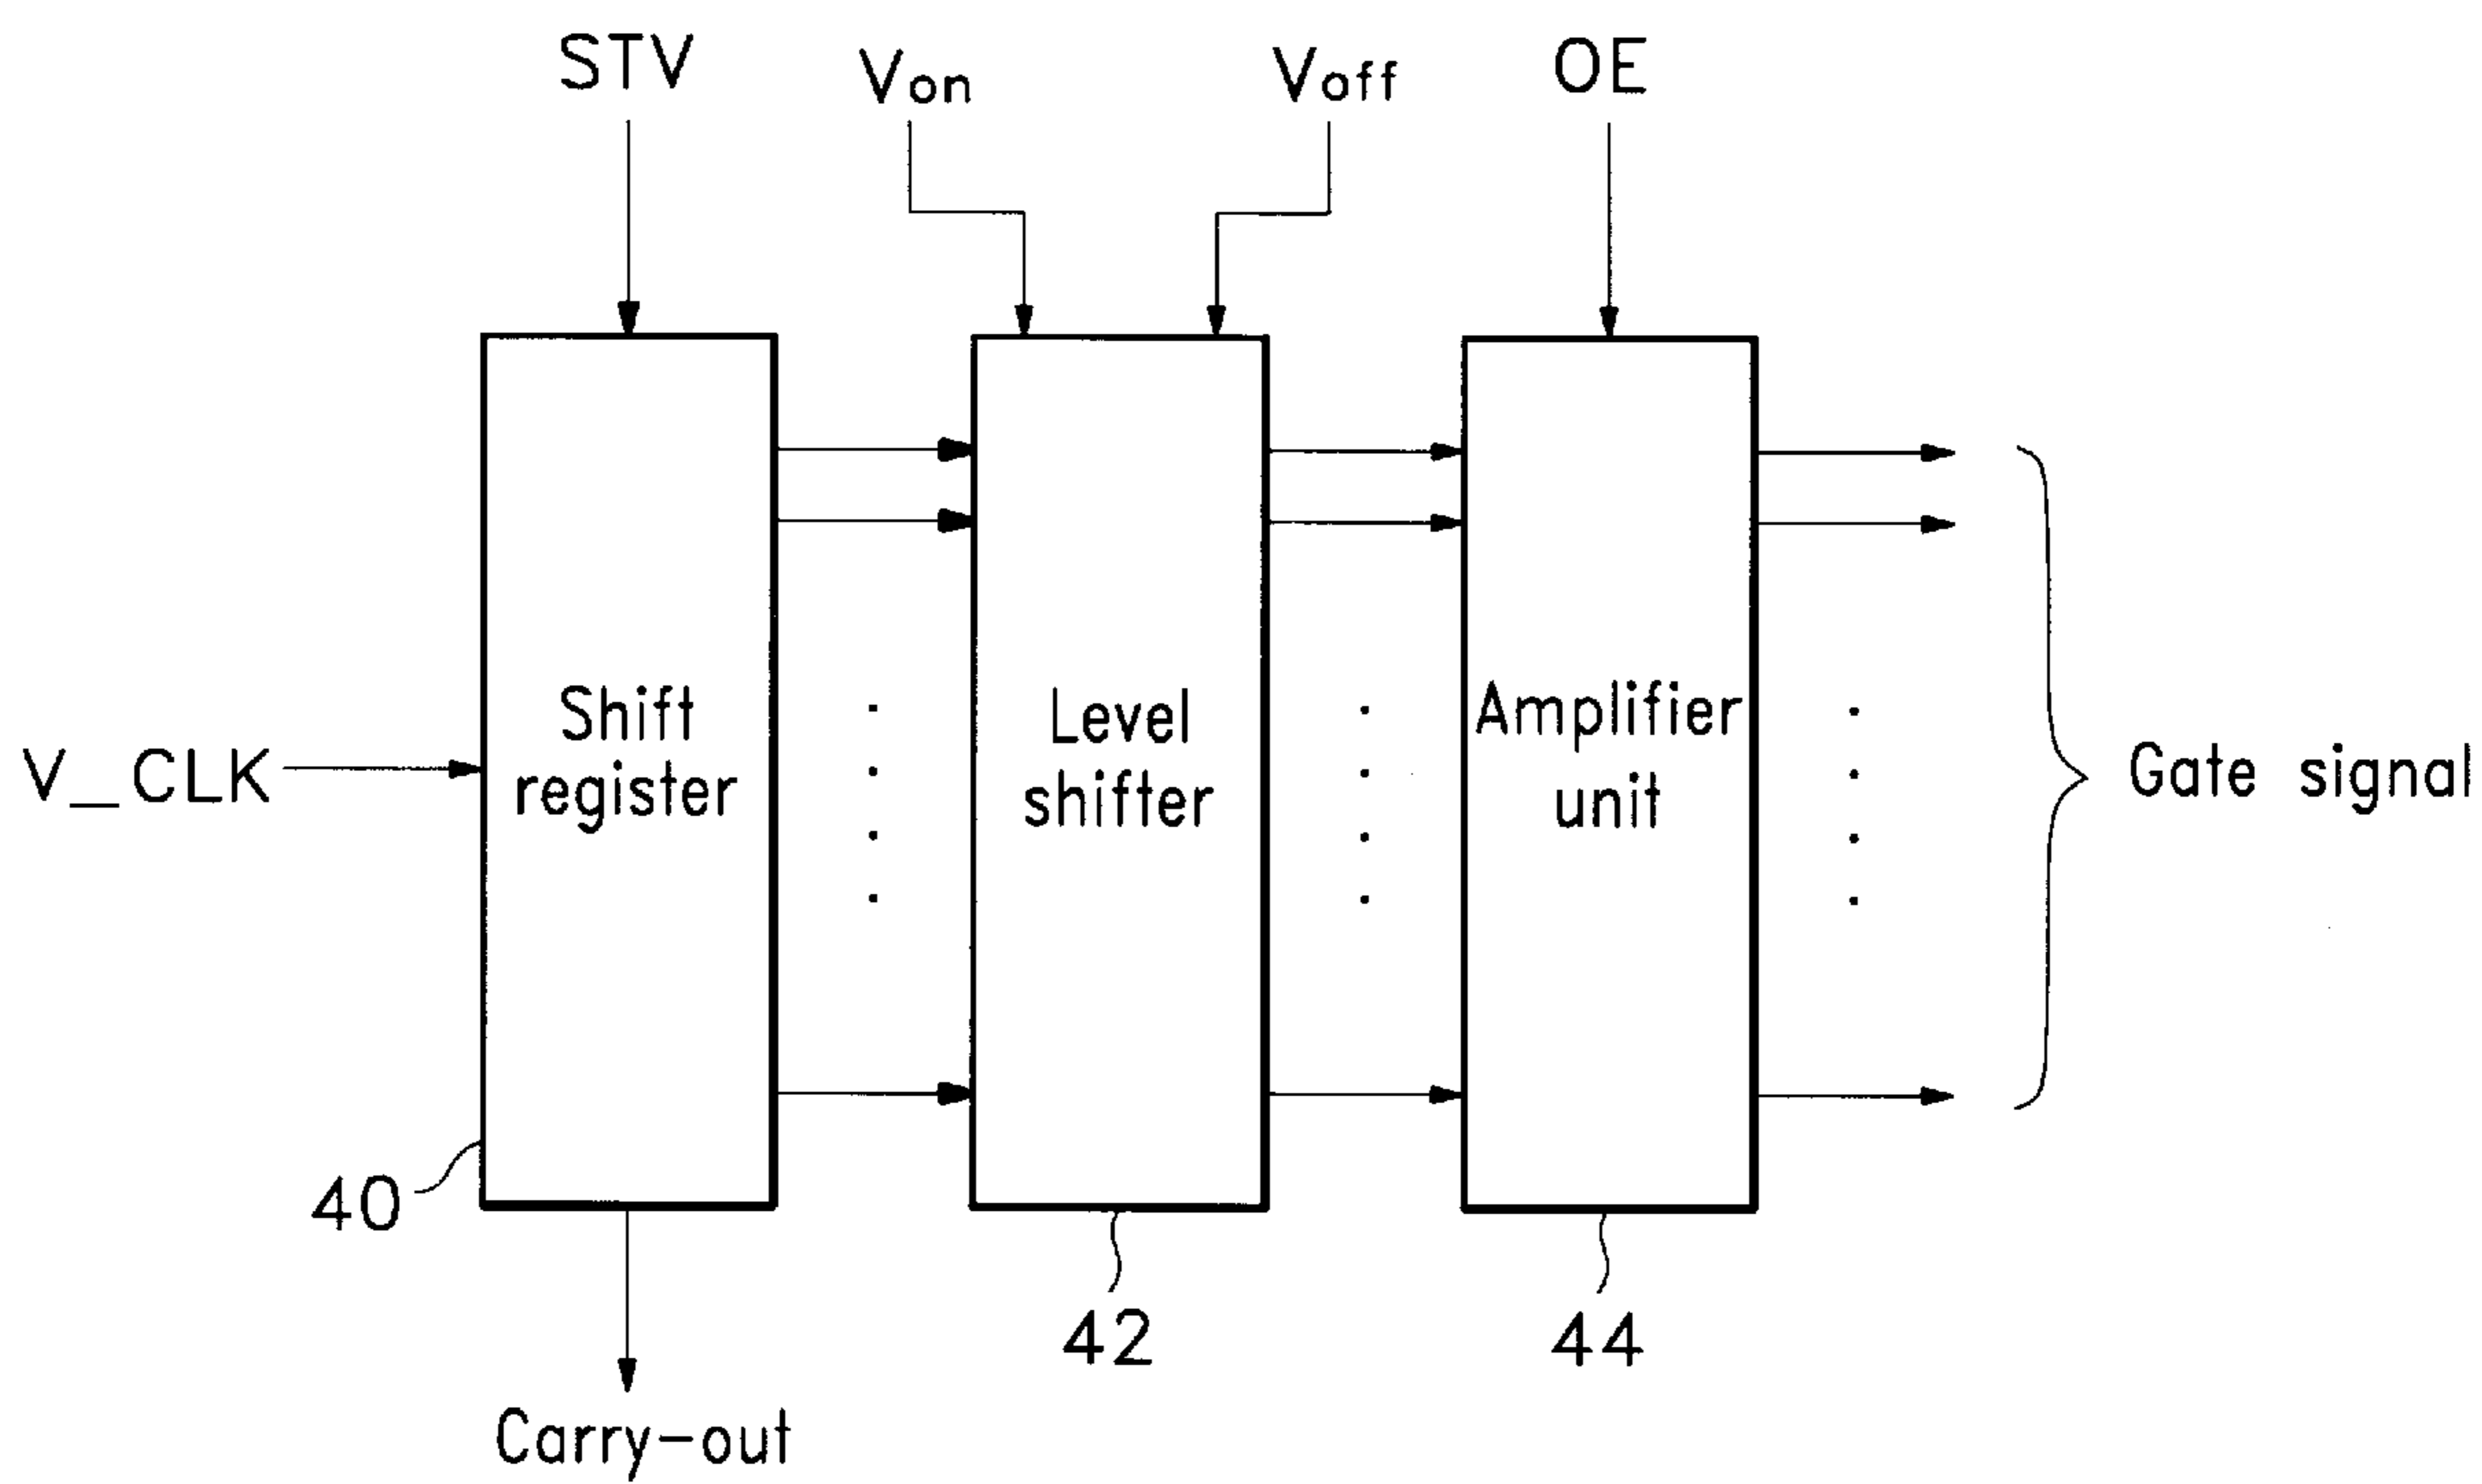 STV
Von
Voff
OE
V_CLK
Shift
register
Level
shifter
Amplifier
unit
Gate signal
40
42
44
Carry-out